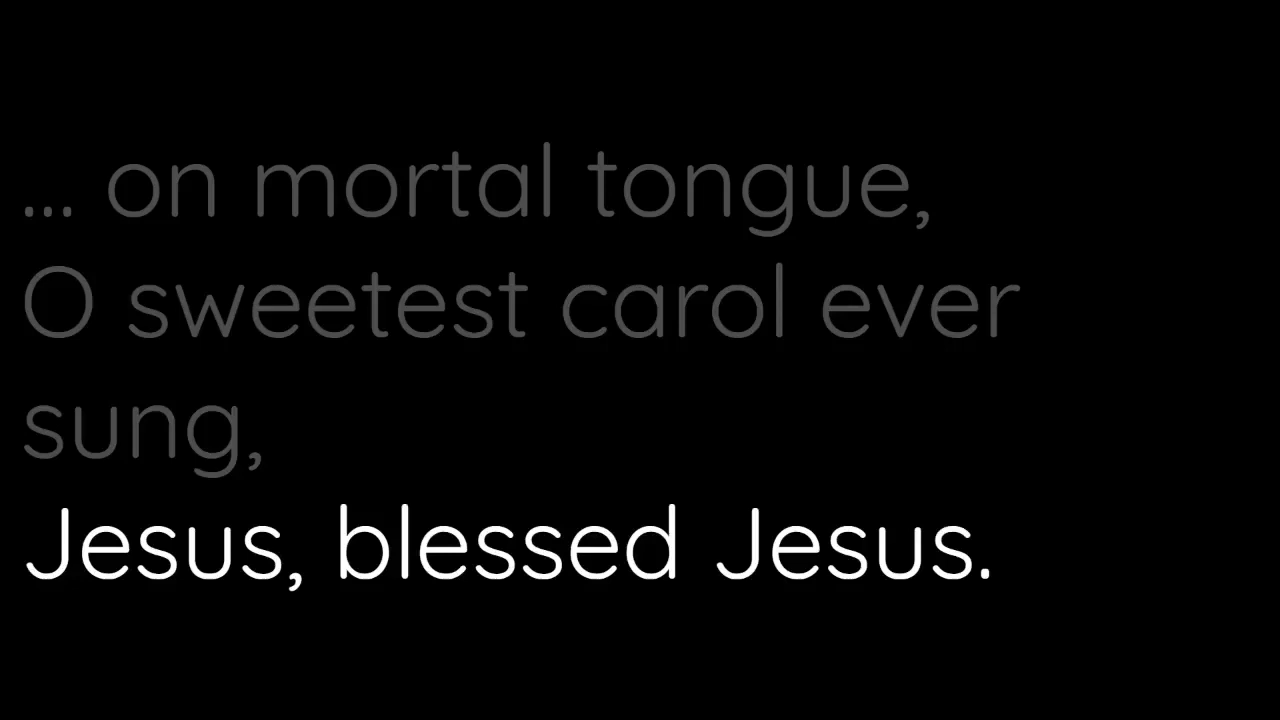 ... on mortal tongue,
O sweetest carol ever
sung,
Jesus, blessed Jesus.